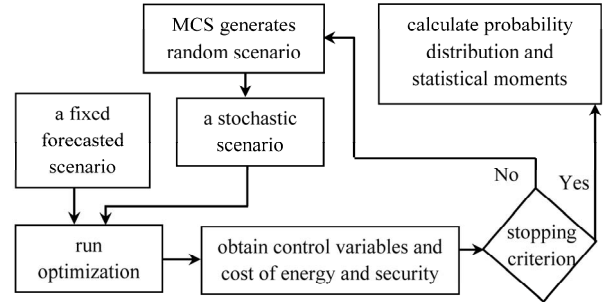 MCS generates
random scenario
calculate probability
distribution and
statistical moments
a fixcd
forecasted
scenario
a stochastic
scenario
No
Yes
run
optimization
obtain control variables and
cost of energy and security
stopping
criterion